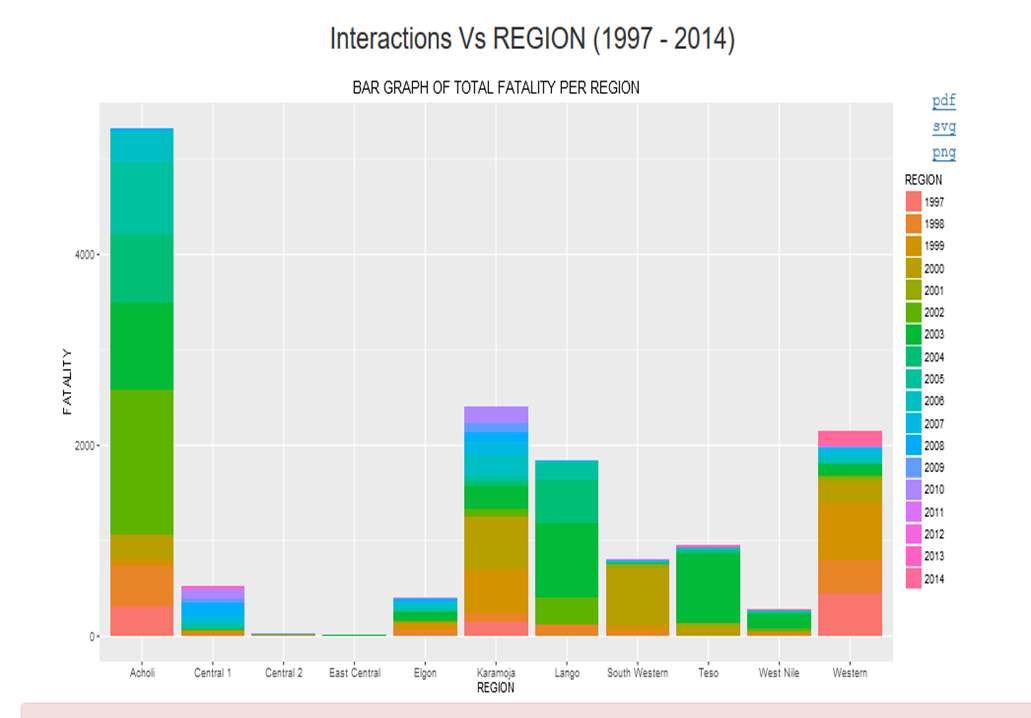 Interactions Vs REGION (1997 - 2014)
BAR GRAPH OF TOTAL FATALITY PER REGION
pdf
svg
png
REGION
1997
1998
1999
2000
2001
2002
2003
2004
2005
2006
2007
2008
2009
2010
2011
2012
2013
2014
FATALITY
4000
2000
0
Acholi Central 1 Central 2 East Central Elgon Karamoja Lango South Western Teso West Nile Western
REGION